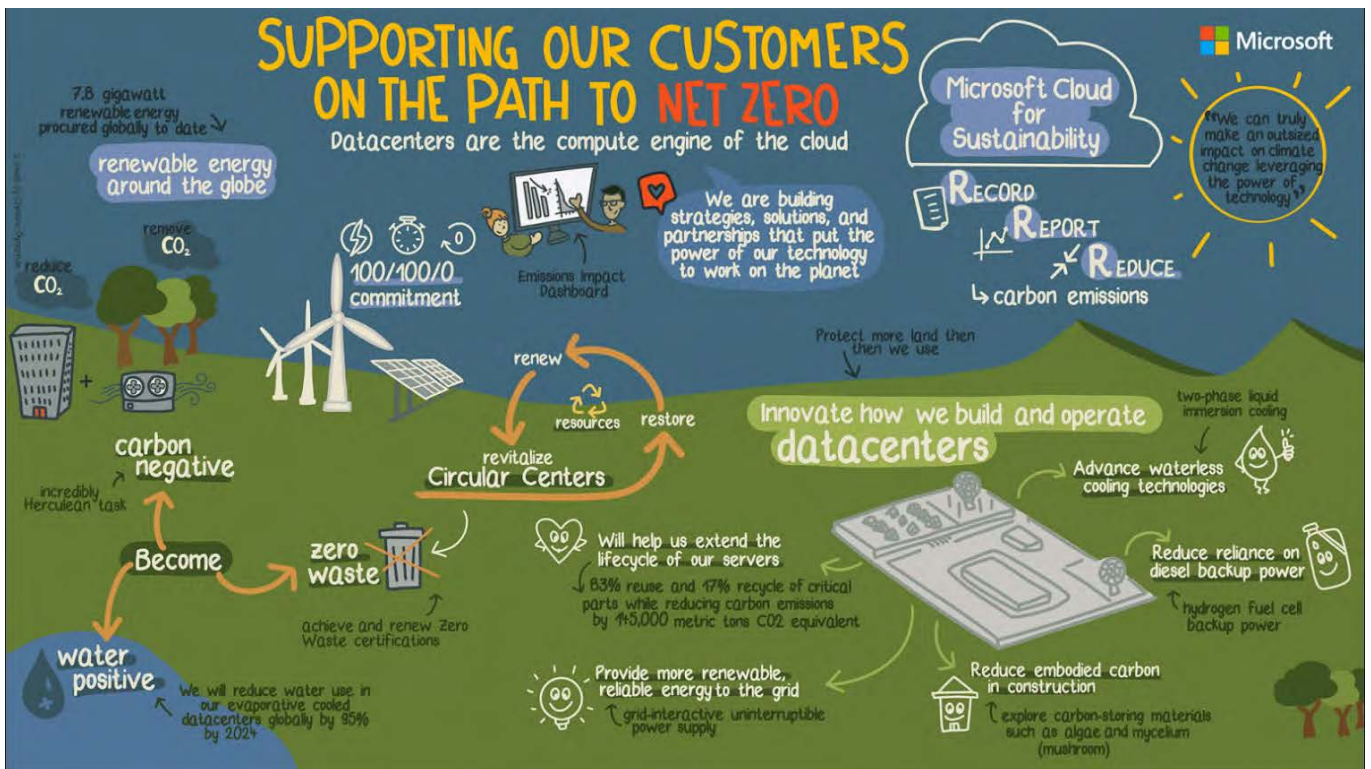 SUPPORTING OUR CUSTOMERS
ON THE PATH TO NET ZERO
Datacenters are the compute engine of the cloud
Microsoft
7.8 gigawatt
renewable energy
procured globally to date
renewable energy
around the globe
remove
CO2
reduce
CO2
100/100/0
commitment
Emissions Impact
Dashboard
We are building
strategies, solutions, and
partnerships that put the
power of our technology
to work on the planet
Microsoft Cloud
for
Sustainability
RECORD
REPORT
REDUCE
carbon emissions
"We can truly
make an outsized
impact on climate
change leveraging
the power of
technology"
carbon
negative
incredibly
Herculean task
Become
zero
waste
achieve and renew Zero
Waste certifications
water
positive
We will reduce water use in
our evaporative cooled
datacenters globally by 95%
by 2024
renew
resources
restore
revitalize
Circular Centers
Will help us extend the
lifecycle of our servers
83% reuse and 17% recycle of critical
parts while reducing carbon emissions
by 145,000 metric tons CO2 equivalent
Provide more renewable,
reliable energy to the grid
grid-interactive uninterruptible
power supply
Protect more land then
then we use
Innovate how we build and operate
datacenters
two-phase liquid
immersion cooling
Advance waterless
cooling technologies
Reduce reliance on
diesel backup power
hydrogen fuel cell
backup power
Reduce embodied carbon
in construction
explore carbon-storing materials
such as algae and mycelium
(mushroom)